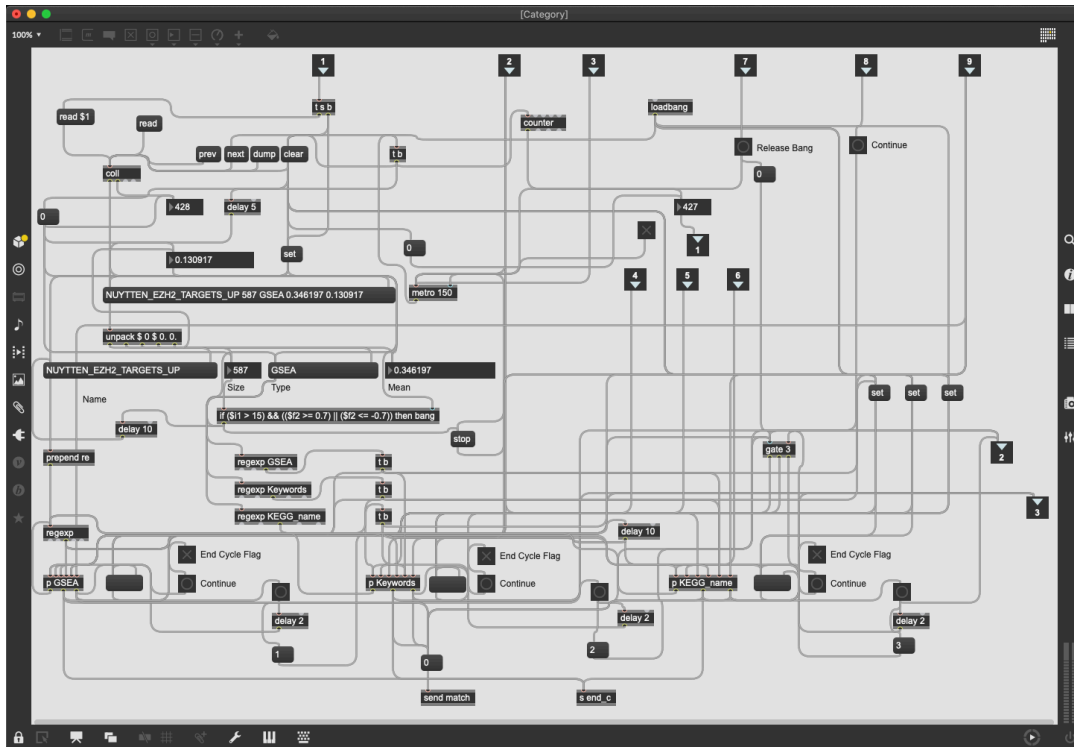 [Category]
100%
1
2
3
7
8
9
t s b
loadbang
read $1
read
counter
prev
next
dump
clear
t b
Release Bang
Continue
coll
0
428
delay 5
427
0
1
0.130917
set
0
4
5
6
NUYTTEN_EZH2_TARGETS_UP 587 GSEA 0.346197 0.130917
metro 150
unpack $ 0 $ 0. 0.
NUYTTEN_EZH2_TARGETS_UP
587
GSEA
0.346197
Size
Type
Mean
set
set
set
Name
if ($i1 > 15) && (($f2 >= 0.7) || ($f2 <= -0.7)) then bang
delay 10
stop
gate 3
2
prepend re
regexp GSEA
t b
regexp Keywords
t b
regexp KEGG_name
t b
3
regexp
delay 10
End Cycle Flag
End Cycle Flag
End Cycle Flag
p GSEA
Continue
p Keywords
Continue
p KEGG_name
Continue
delay 2
delay 2
delay 2
1
2
3
0
send match
s end_c